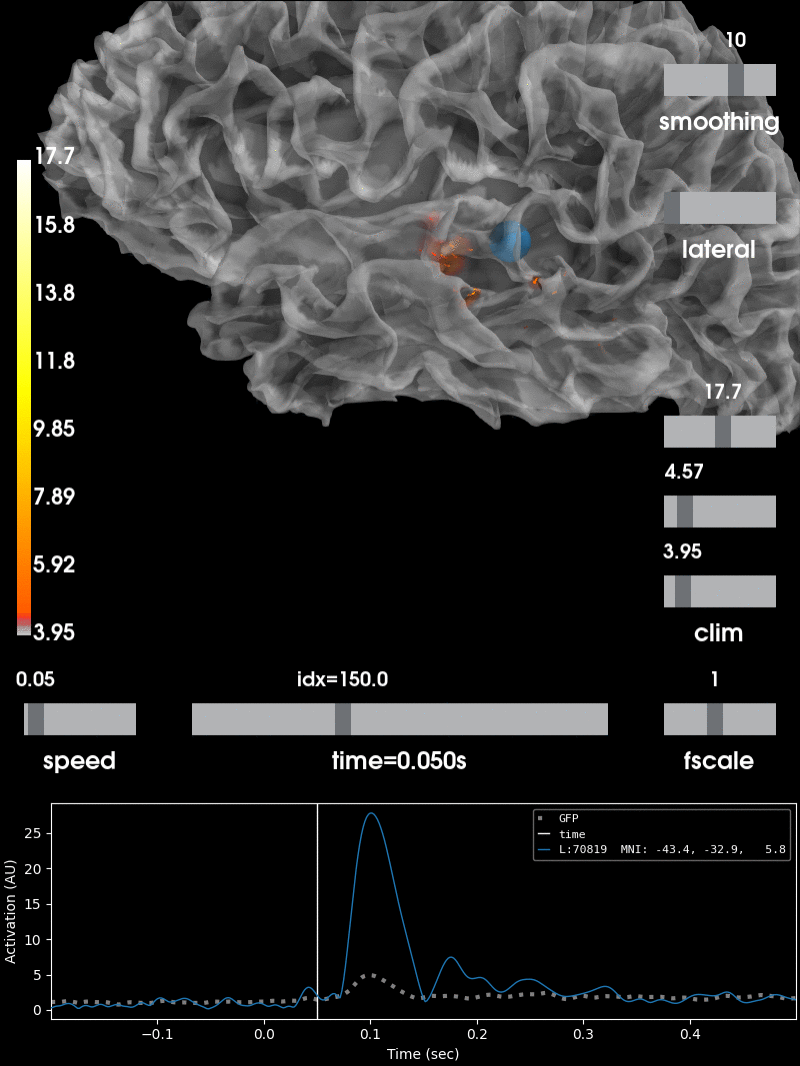 10
smoothing
lateral
17.7
15.8
13.8
11.8
9.85
7.89
5.92
3.95
17.7
4.57
3.95
clim
0.05
speed
idx=150.0
time=0.050s
1
fscale
Activation (AU)
25
20
15
10
5
0
GFP
time
L:70819 MNI: -43.4, -32.9, 5.8
−0.1 0.0 0.1 0.2 0.3 0.4
Time (sec)